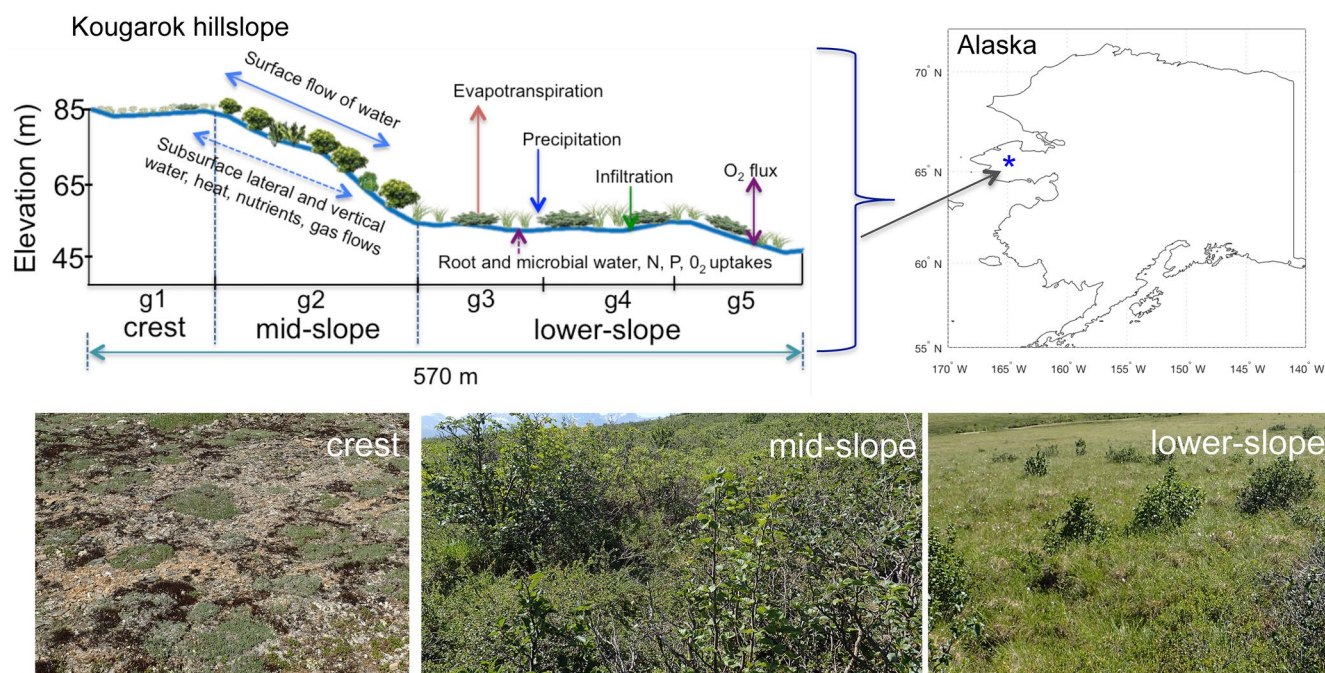 Kougarok hillslope
Elevation (m)
85
65
45
Surface flow of water
Subsurface lateral and vertical
water, heat, nutrients, gas flows
Evapotranspiration
Precipitation
Infiltration
O₂ flux
Root and microbial water, N, P, 0₂ uptakes
g1
g2
g3
g4
g5
crest
mid-slope
lower-slope
570 m
Alaska
70° N
65° N
60° N
55° N
*
170° W
165° W
160° W
155° W
150° W
145° W
140° W
crest
mid-slope
lower-slope